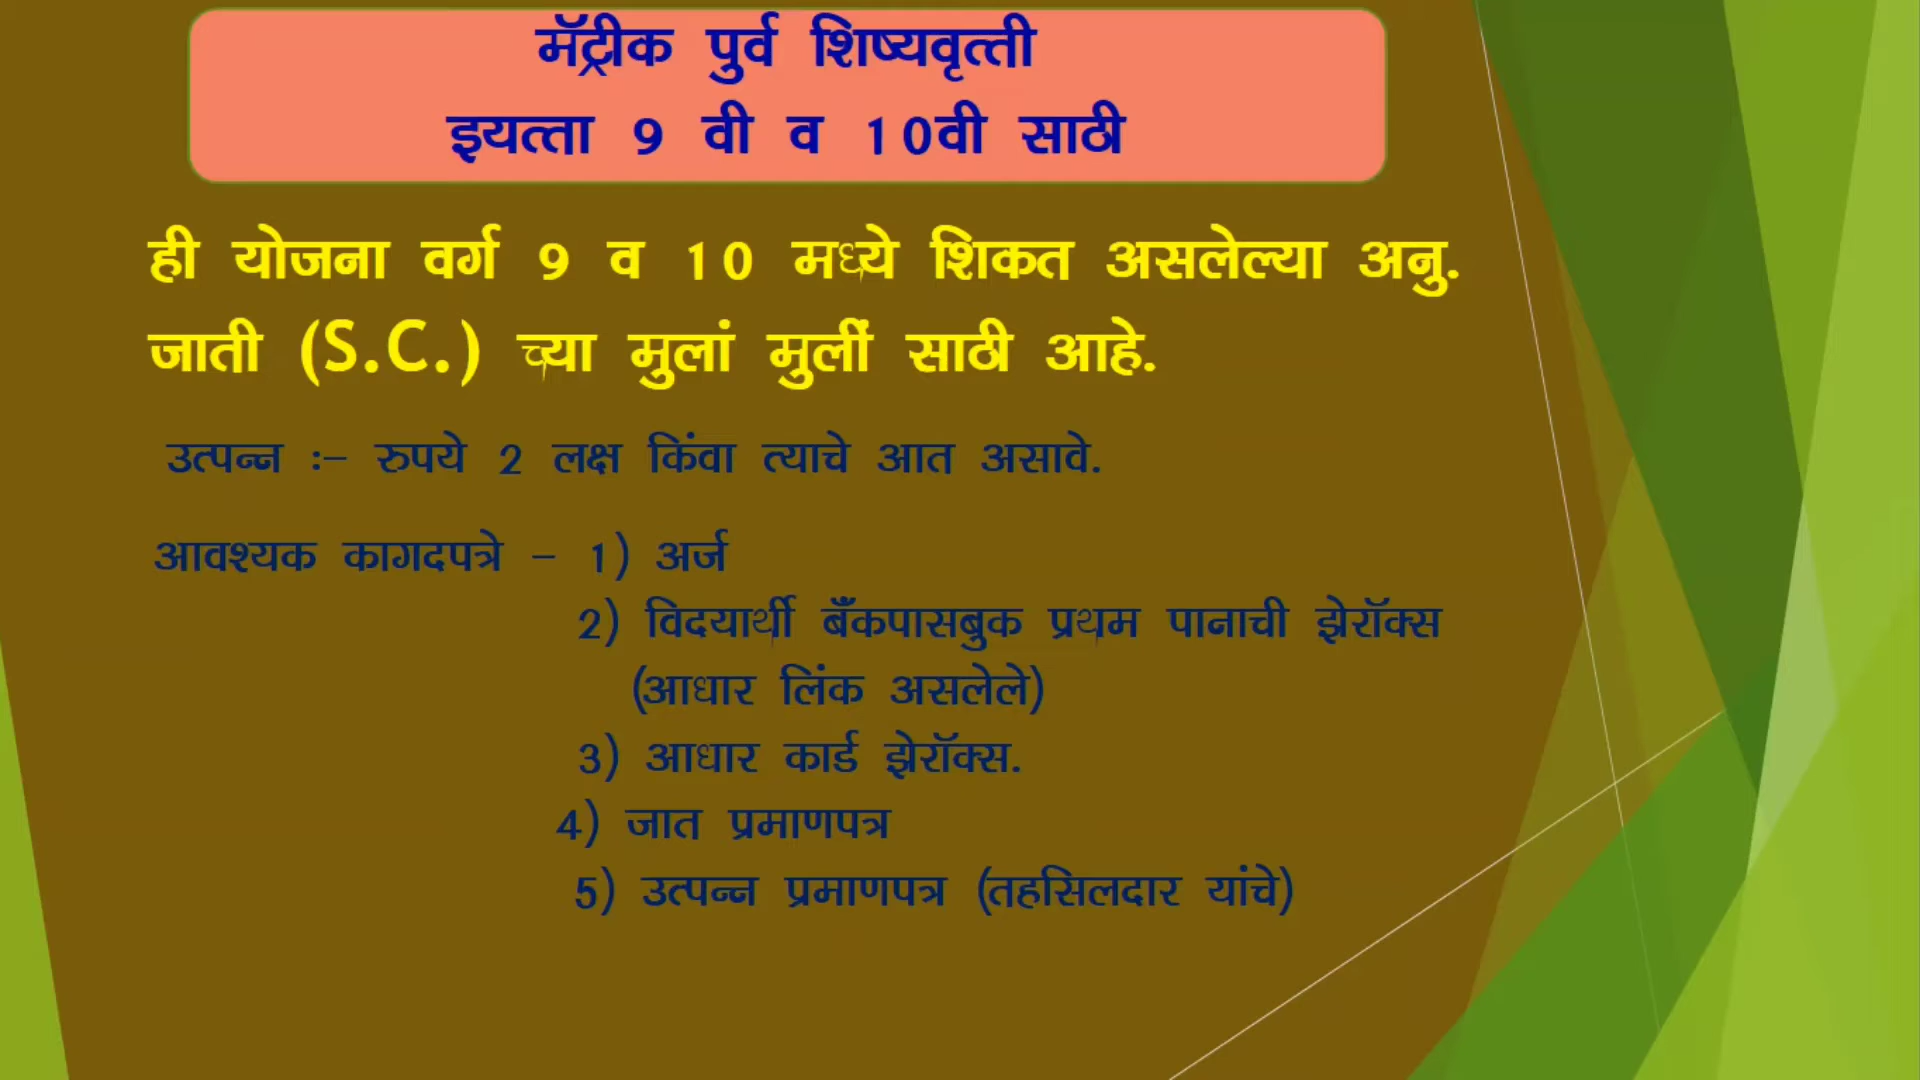 मॅट्रीक पुर्व शिष्यवृत्ती
इयत्ता 9 वी व 10वी साठी
ही योजना वर्ग 9 व 10 मध्ये शिकत असलेल्या अनु.
जाती (S.C.) च्या मुलां मुलीं साठी आहे.
उत्पन्न :- रुपये 2 लक्ष किंवा त्याचे आत असावे.
आवश्यक कागदपत्रे - 1) अर्ज
2) विदयार्थी बँकपासबुक प्रथम पानाची झेरॉक्स
(आधार लिंक असलेले)
3) आधार कार्ड झेरॉक्स.
4) जात प्रमाणपत्र
5) उत्पन्न प्रमाणपत्र (तहसिलदार यांचे)